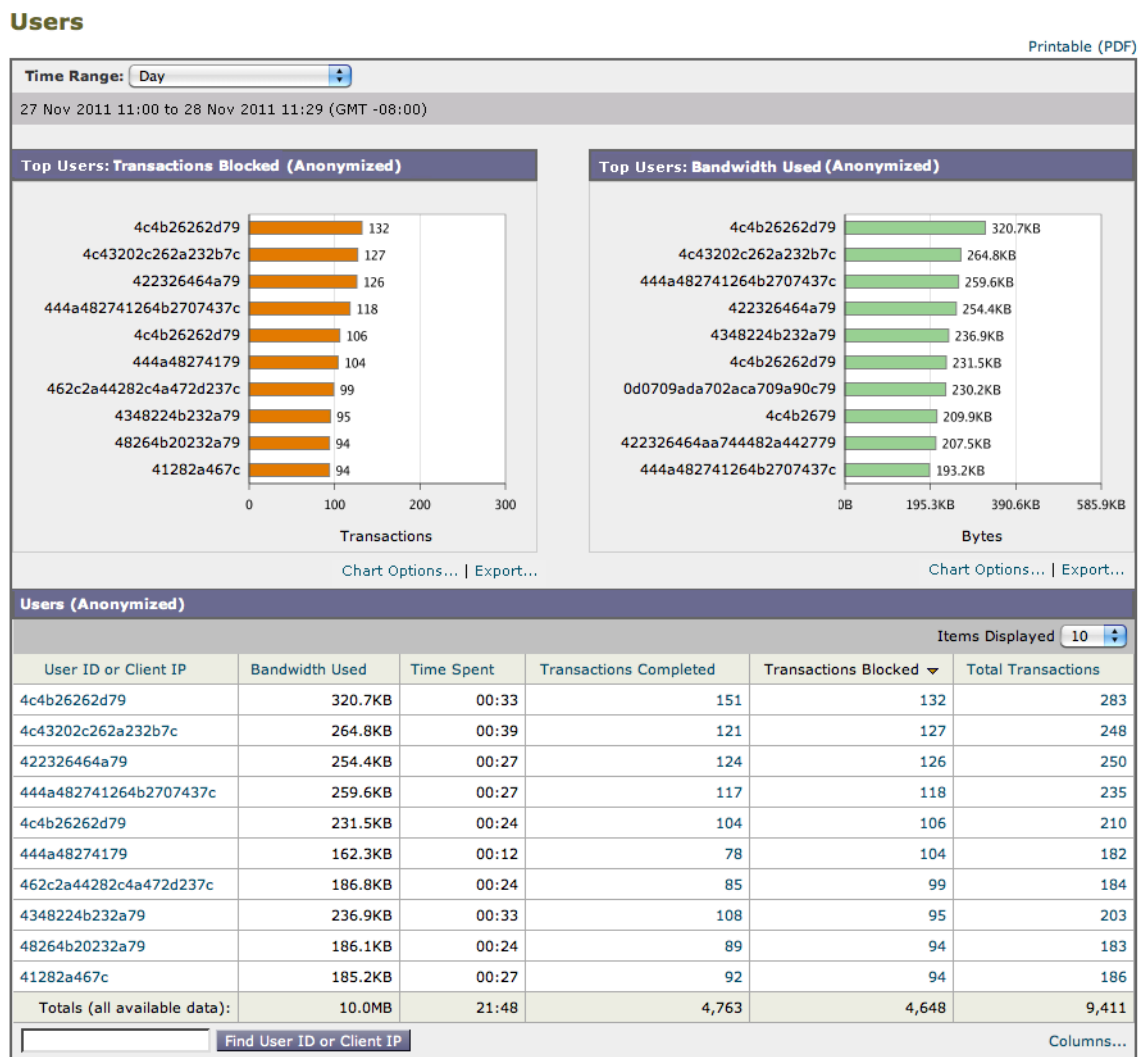 Users
Printable (PDF)
Time Range: Day
27 Nov 2011 11:00 to 28 Nov 2011 11:29 (GMT -08:00)
Top Users: Transactions Blocked (Anonymized)
4c4b26262d79 132
4c43202c262a232b7c 127
422326464a79 126
444a482741264b2707437c 118
4c4b26262d79 106
444a48274179 104
462c2a44282c4a472d237c 99
4348224b232a79 95
48264b20232a79 94
41282a467c 94
0 100 200 300
Transactions
Chart Options... | Export...
Top Users: Bandwidth Used (Anonymized)
4c4b26262d79 320.7KB
4c43202c262a232b7c 264.8KB
444a482741264b2707437c 259.6KB
422326464a79 254.4KB
4348224b232a79 236.9KB
4c4b26262d79 231.5KB
0d0709ada702aca709a90c79 230.2KB
4c4b2679 209.9KB
422326464aa744482a442779 207.5KB
444a482741264b2707437c 193.2KB
0B 195.3KB 390.6KB 585.9KB
Bytes
Chart Options... | Export...
Users (Anonymized)
Items Displayed 10
User ID or Client IP Bandwidth Used Time Spent Transactions Completed Transactions Blocked Total Transactions
4c4b26262d79 320.7KB 00:33 151 132 283
4c43202c262a232b7c 264.8KB 00:39 121 127 248
422326464a79 254.4KB 00:27 124 126 250
444a482741264b2707437c 259.6KB 00:27 117 118 235
4c4b26262d79 231.5KB 00:24 104 106 210
444a48274179 162.3KB 00:12 78 104 182
462c2a44282c4a472d237c 186.8KB 00:24 85 99 184
4348224b232a79 236.9KB 00:33 108 95 203
48264b20232a79 186.1KB 00:24 89 94 183
41282a467c 185.2KB 00:27 92 94 186
Totals (all available data): 10.0MB 21:48 4,763 4,648 9,411
Find User ID or Client IP
Columns...